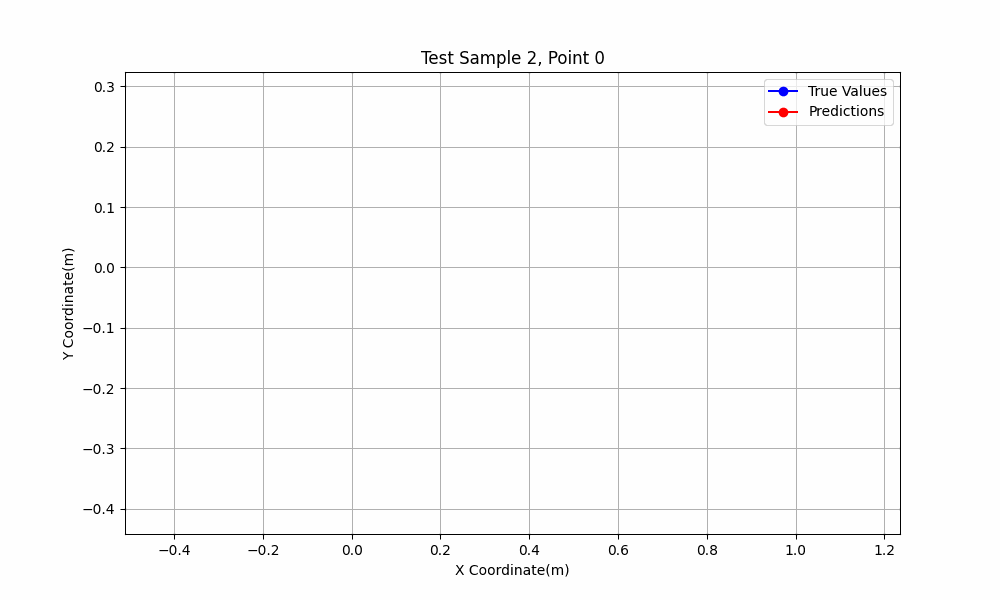 Test Sample 2, Point 0
True Values
Predictions
0.3
0.2
0.1
0.0
−0.1
−0.2
−0.3
−0.4
Y Coordinate(m)
−0.4 −0.2 0.0 0.2 0.4 0.6 0.8 1.0 1.2
X Coordinate(m)